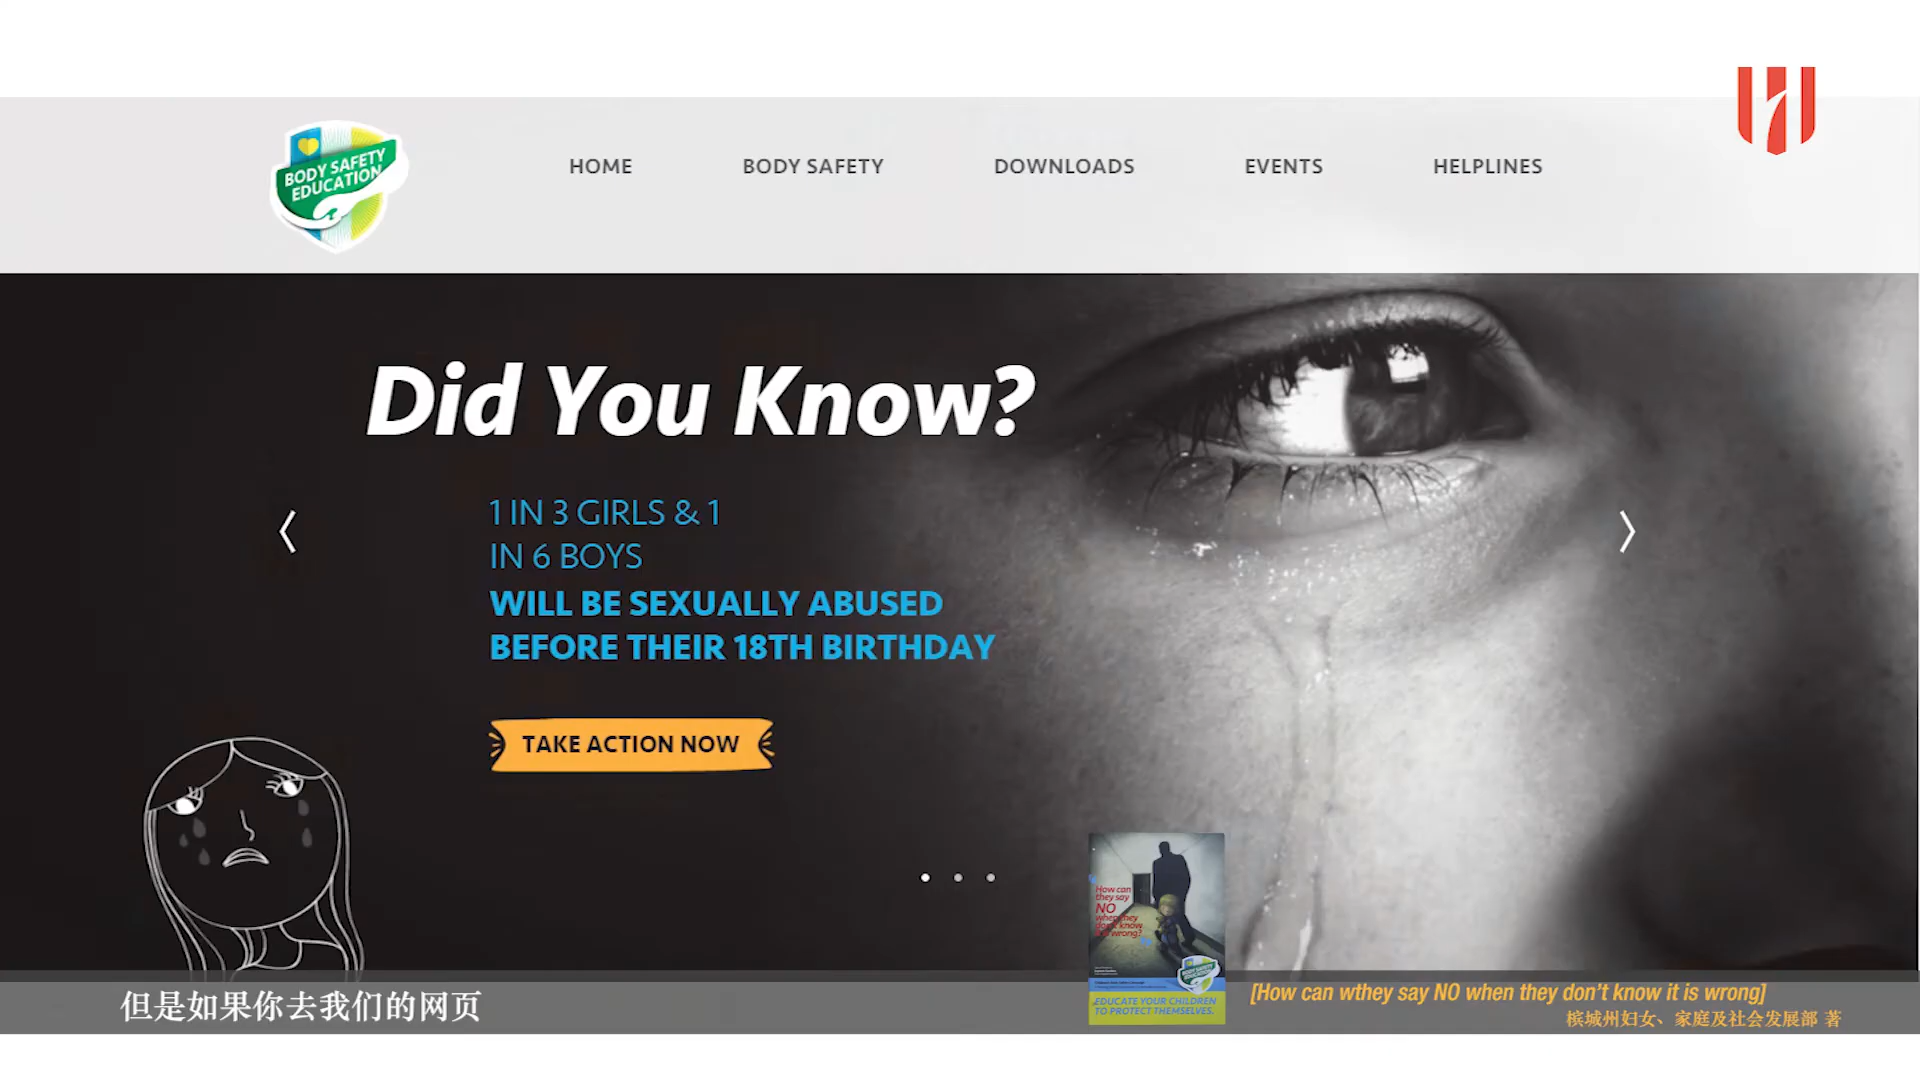 BODY SAFETY
EDUCATION
HOME
BODY SAFETY
DOWNLOADS
EVENTS
HELPLINES
Did You Know?
1 IN 3 GIRLS & 1
IN 6 BOYS
WILL BE SEXUALLY ABUSED
BEFORE THEIR 18TH BIRTHDAY
TAKE ACTION NOW
How can
they say
NO
when they
don't know
it is wrong?
BODY SAFETY
EDUCATION
EDUCATE YOUR CHILDREN
TO PROTECT THEMSELVES.
但是如果你去我们的网页
[How can wthey say NO when they don't know it is wrong]
槟城州妇女、家庭及社会发展部 著